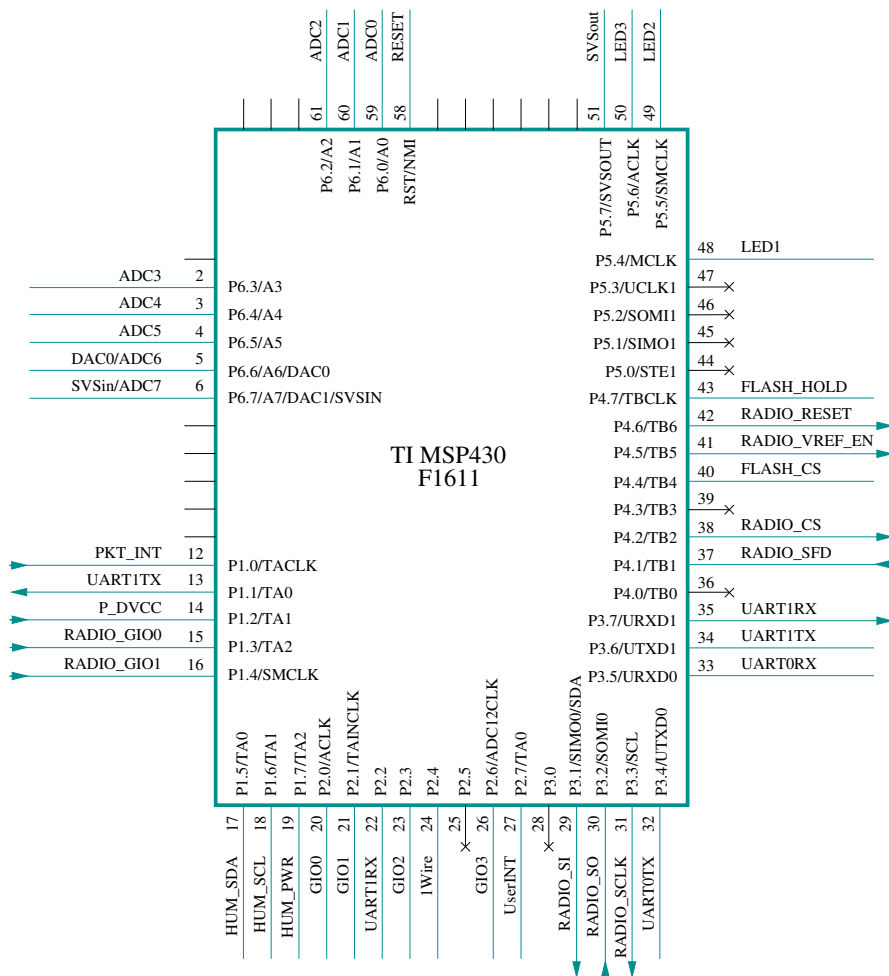 ADC2
ADC1
ADC0
RESET
SVSout
LED3
LED2
61
60
59
58
51
50
49
P6.2/A2
P6.1/A1
P6.0/A0
RST/NMI
P5.7/SVSOUT
P5.6/ACLK
P5.5/SMCLK
ADC3 2 P6.3/A3
ADC4 3 P6.4/A4
ADC5 4 P6.5/A5
DAC0/ADC6 5 P6.6/A6/DAC0
SVSin/ADC7 6 P6.7/A7/DAC1/SVSIN
PKT_INT 12 P1.0/TACLK
UART1TX 13 P1.1/TA0
P_DVCC 14 P1.2/TA1
RADIO_GIO0 15 P1.3/TA2
RADIO_GIO1 16 P1.4/SMCLK
TI MSP430
F1611
P5.4/MCLK 48 LED1
P5.3/UCLK1 47
P5.2/SOMI1 46
P5.1/SIMO1 45
P5.0/STE1 44
P4.7/TBCLK 43 FLASH_HOLD
P4.6/TB6 42 RADIO_RESET
P4.5/TB5 41 RADIO_VREF_EN
P4.4/TB4 40 FLASH_CS
P4.3/TB3 39
P4.2/TB2 38 RADIO_CS
P4.1/TB1 37 RADIO_SFD
P4.0/TB0 36
P3.7/URXD1 35 UART1RX
P3.6/UTXD1 34 UART1TX
P3.5/URXD0 33 UART0RX
P1.5/TA0
P1.6/TA1
P1.7/TA2
P2.0/ACLK
P2.1/TAINCLK
P2.2
P2.3
P2.4
P2.5
P2.6/ADC12CLK
P2.7/TA0
P3.0
P3.1/SIMO0/SDA
P3.2/SOMI0
P3.3/SCL
P3.4/UTXD0
17
18
19
20
21
22
23
24
25
26
27
28
29
30
31
32
HUM_SDA
HUM_SCL
HUM_PWR
GIO0
GIO1
UART1RX
GIO2
1Wire
GIO3
UserINT
RADIO_SI
RADIO_SO
RADIO_SCLK
UART0TX